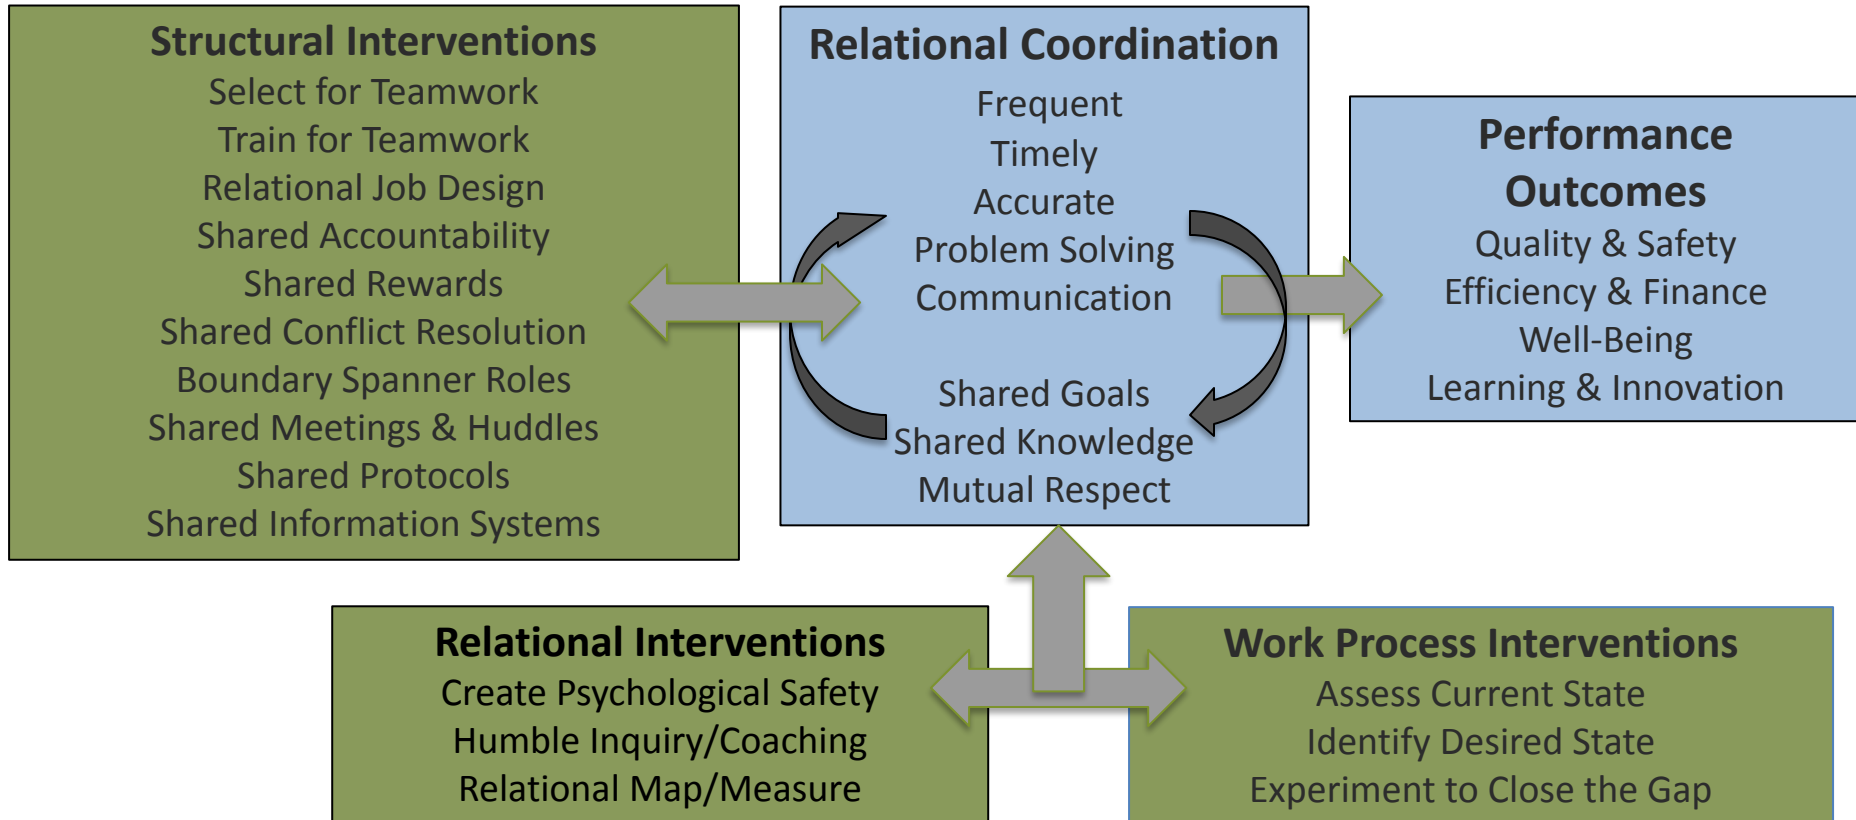 Structural Interventions
Select for Teamwork
Train for Teamwork
Relational Job Design
Shared Accountability
Shared Rewards
Shared Conflict Resolution
Boundary Spanner Roles
Shared Meetings & Huddles
Shared Protocols
Shared Information Systems
Relational Coordination
Frequent
Timely
Accurate
Problem Solving
Communication
Shared Goals
Shared Knowledge
Mutual Respect
Performance
Outcomes
Quality & Safety
Efficiency & Finance
Well-Being
Learning & Innovation
Relational Interventions
Create Psychological Safety
Humble Inquiry/Coaching
Relational Map/Measure
Work Process Interventions
Assess Current State
Identify Desired State
Experiment to Close the Gap